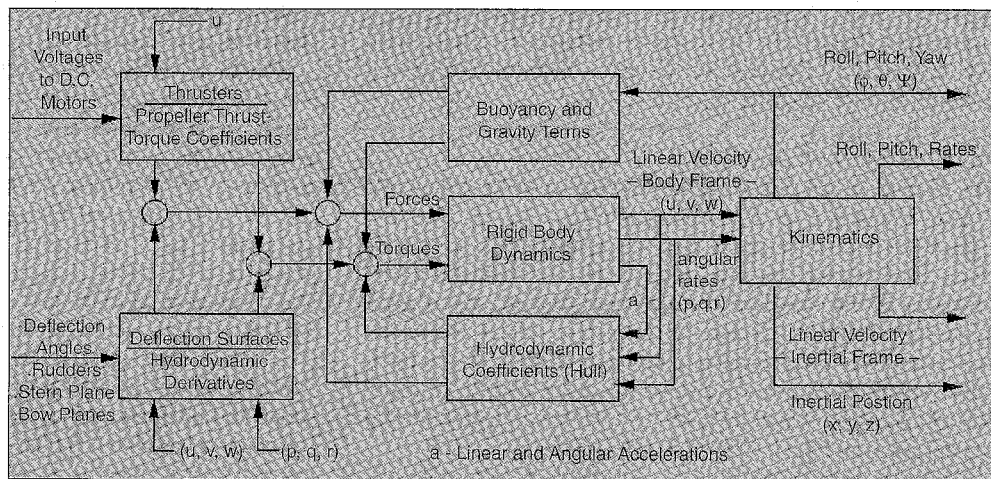 u
Input
Voltages
to D.C.
Motors
Thrusters
Propeller Thrust-
Torque Coefficients
Buoyancy and
Gravity Terms
Roll, Pitch, Yaw
(φ, θ, Ψ)
Roll, Pitch, Rates
Linear Velocity
– Body Frame –
(u, v, w)
Forces
Torques
Rigid Body
Dynamics
Kinematics
angular
rates
(p,q,r)
a
Deflection
Angles
Rudders
Stern Plane
Bow Planes
Deflection Surfaces
Hydrodynamic
Derivatives
Hydrodynamic
Coefficients (Hull)
Linear Velocity
– Inertial Frame –
Inertial Postion
(x, y, z)
(u, v, w)
(p, q, r)
a - Linear and Angular Accelerations